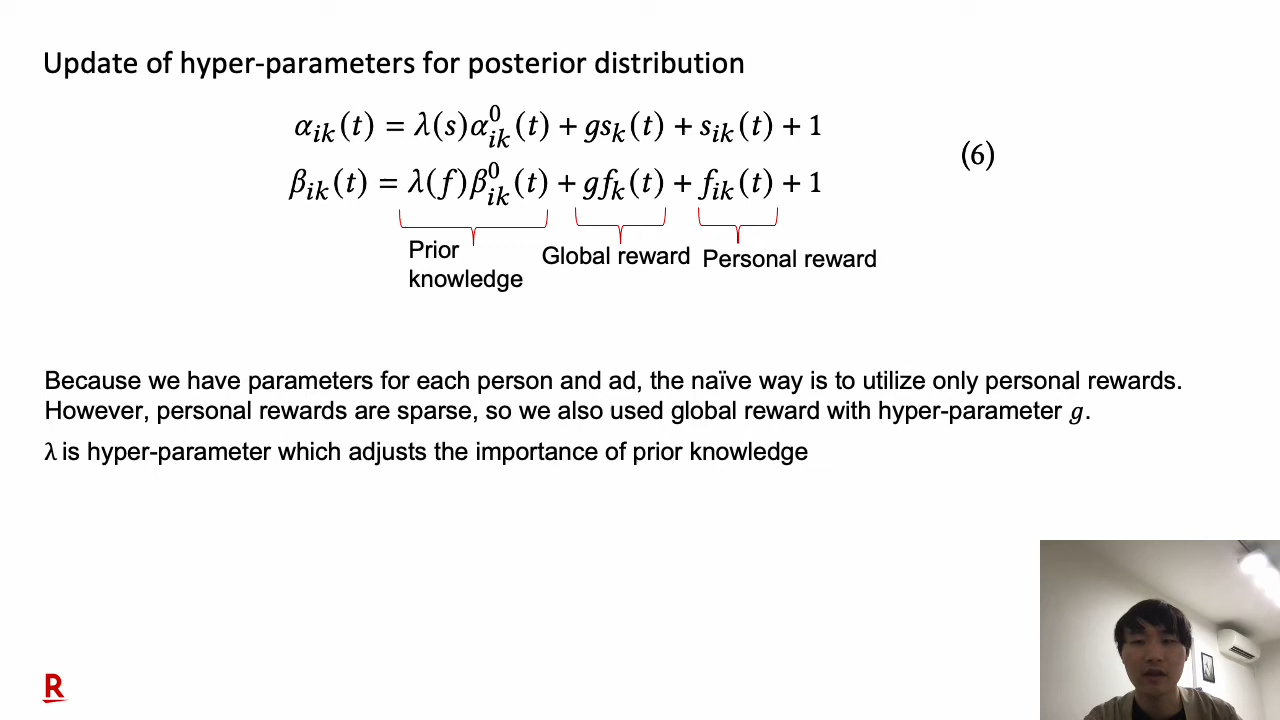 Update of hyper-parameters for posterior distribution
αᵢₖ(t) = λ(s)α⁰ᵢₖ(t) + gsₖ(t) + sᵢₖ(t) + 1
(6)
βᵢₖ(t) = λ(f)β⁰ᵢₖ(t) + gfₖ(t) + fᵢₖ(t) + 1
Prior
knowledge
Global reward
Personal reward
Because we have parameters for each person and ad, the naïve way is to utilize only personal rewards.
However, personal rewards are sparse, so we also used global reward with hyper-parameter g.
λ is hyper-parameter which adjusts the importance of prior knowledge
R